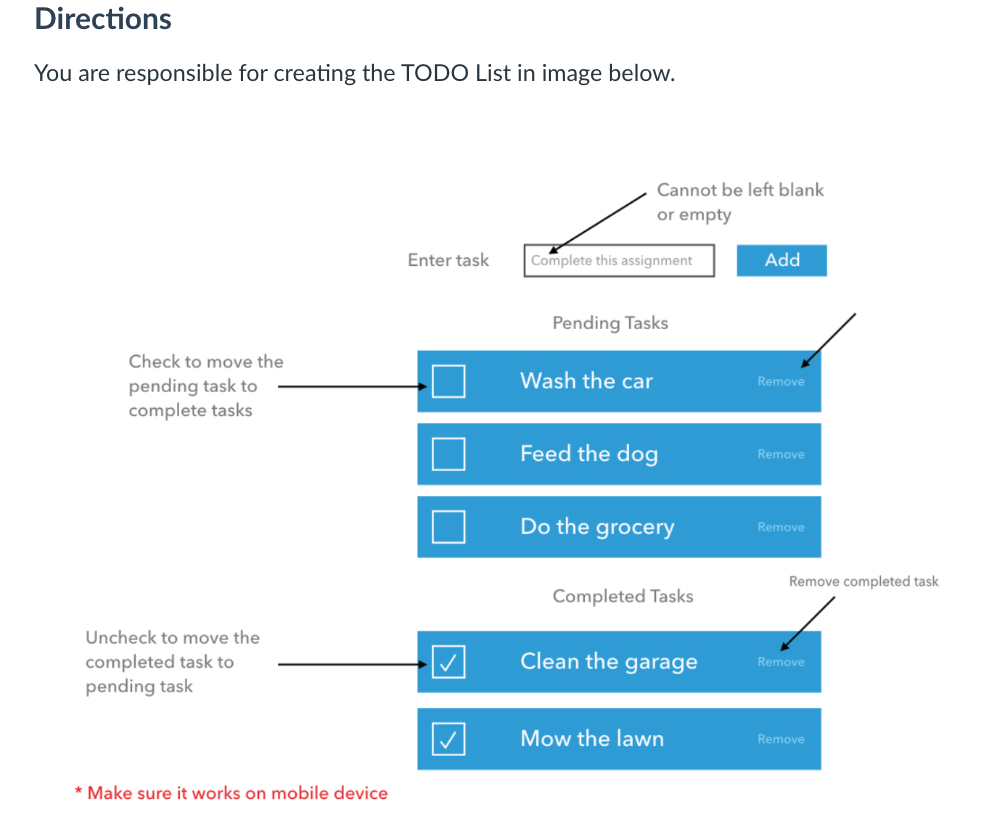 Directions
You are responsible for creating the TODO List in image below.
Cannot be left blank
or empty
Enter task
Complete this assignment
Add
Pending Tasks
Check to move the
pending task to
complete tasks
Wash the car
Remove
Feed the dog
Remove
Do the grocery
Remove
Remove completed task
Completed Tasks
Uncheck to move the
completed task to
pending task
Clean the garage
Remove
Mow the lawn
Remove
* Make sure it works on mobile device